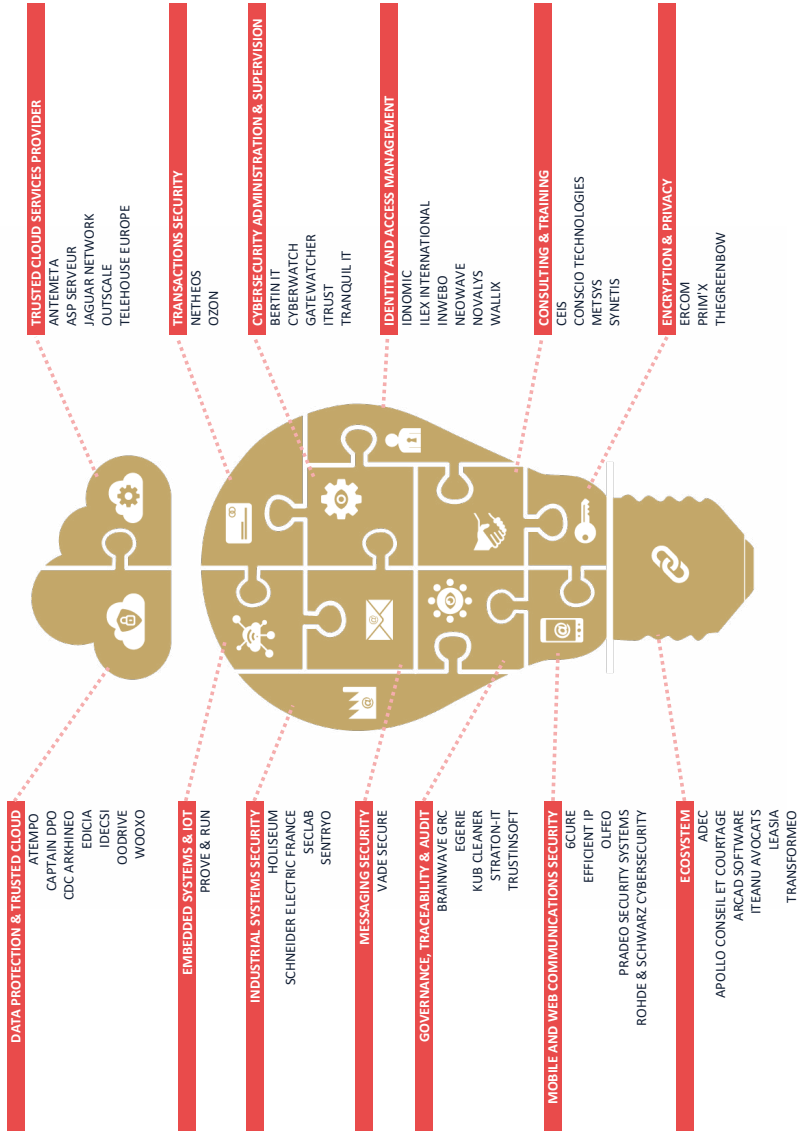 DATA PROTECTION & TRUSTED CLOUD
ATEMPO
CAPTAIN DPO
CDC ARKHINEO
EDICIA
IDECSI
OODRIVE
WOOXO
EMBEDDED SYSTEMS & IOT
PROVE & RUN
INDUSTRIAL SYSTEMS SECURITY
HOLISEUM
SCHNEIDER ELECTRIC FRANCE
SECLAB
SENTRYO
MESSAGING SECURITY
VADE SECURE
GOVERNANCE, TRACEABILITY & AUDIT
BRAINWAVE GRC
EGERIE
KUB CLEANER
STRATON-IT
TRUSTINSOFT
MOBILE AND WEB COMMUNICATIONS SECURITY
6CURE
EFFICIENT IP
OLFEO
PRADEO SECURITY SYSTEMS
ROHDE & SCHWARZ CYBERSECURITY
ECOSYSTEM
ADEC
APOLLO CONSEIL ET COURTAGE
ARCAD SOFTWARE
ITEANU AVOCATS
LEASIA
TRANSFORMEO
TRUSTED CLOUD SERVICES PROVIDER
ANTEMETA
ASP SERVEUR
JAGUAR NETWORK
OUTSCALE
TELEHOUSE EUROPE
TRANSACTIONS SECURITY
NETHEOS
OZON
CYBERSECURITY ADMINISTRATION & SUPERVISION
BERTIN IT
CYBERWATCH
GATEWATCHER
ITRUST
TRANQUIL IT
IDENTITY AND ACCESS MANAGEMENT
IDNOMIC
ILEX INTERNATIONAL
INWEBO
NEOWAVE
NOVALYS
WALLIX
CONSULTING & TRAINING
CEIS
CONSCIO TECHNOLOGIES
METSYS
SYNETIS
ENCRYPTION & PRIVACY
ERCOM
PRIM'X
THEGREENBOW
@
@
@